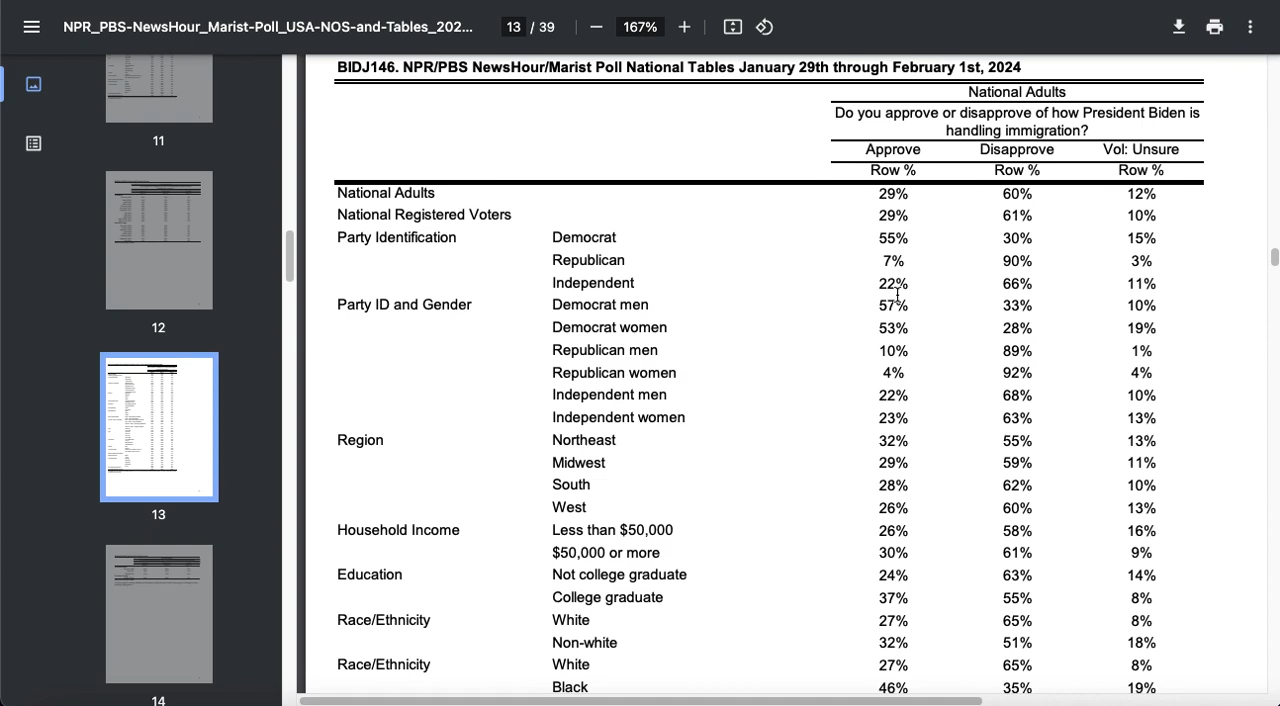 NPR_PBS-NewsHour_Marist-Poll_USA-NOS-and-Tables_202... 13 / 39 167%
11
12
13
14
BIDJ146. NPR/PBS NewsHour/Marist Poll National Tables January 29th through February 1st, 2024
National Adults
Do you approve or disapprove of how President Biden is
handling immigration?
Approve Disapprove Vol: Unsure
Row % Row % Row %
National Adults 29% 60% 12%
National Registered Voters 29% 61% 10%
Party Identification Democrat 55% 30% 15%
Republican 7% 90% 3%
Independent 22% 66% 11%
Party ID and Gender Democrat men 57% 33% 10%
Democrat women 53% 28% 19%
Republican men 10% 89% 1%
Republican women 4% 92% 4%
Independent men 22% 68% 10%
Independent women 23% 63% 13%
Region Northeast 32% 55% 13%
Midwest 29% 59% 11%
South 28% 62% 10%
West 26% 60% 13%
Household Income Less than $50,000 26% 58% 16%
$50,000 or more 30% 61% 9%
Education Not college graduate 24% 63% 14%
College graduate 37% 55% 8%
Race/Ethnicity White 27% 65% 8%
Non-white 32% 51% 18%
Race/Ethnicity White 27% 65% 8%
Black 46% 35% 19%